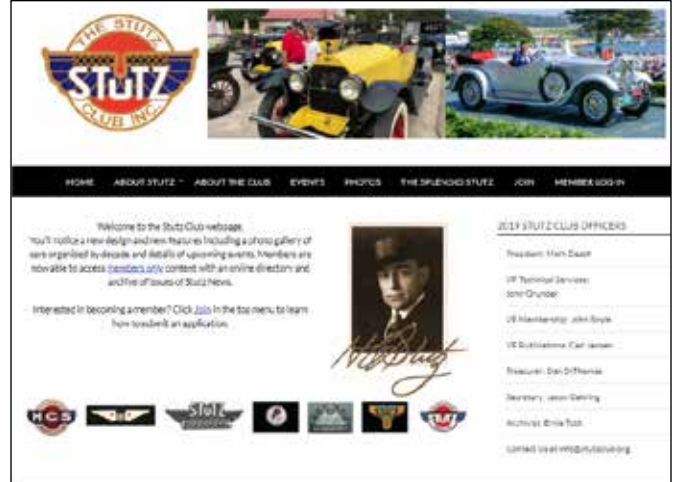 THE STUTZ
STUTZ
CLUB INC.
HOME ABOUT STUTZ ABOUT THE CLUB EVENTS PHOTOS THE SPLENDID STUTZ JOIN MEMBER LOG IN
Welcome to the Stutz Club webpage.
You'll notice a new design and new features including a photo gallery of
cars organized by decade and details of upcoming events. Members are
now able to access members only content with an online directory and
archive of issues of Stutz News.
Interested in becoming a member? Click Join in the top menu to learn
how to submit an application.
HCS
STUTZ
STUTZ
2019 STUTZ CLUB OFFICERS
President: Mark
VP Technical Services:
John Grunder
VP Membership: John Boyle
VP Publications: Carl Jensen
Treasurer: Dan DiThomas
Secretary: Jason Gehring
Archivist: Ernie Toth
Contact us at info@stutzclub.org